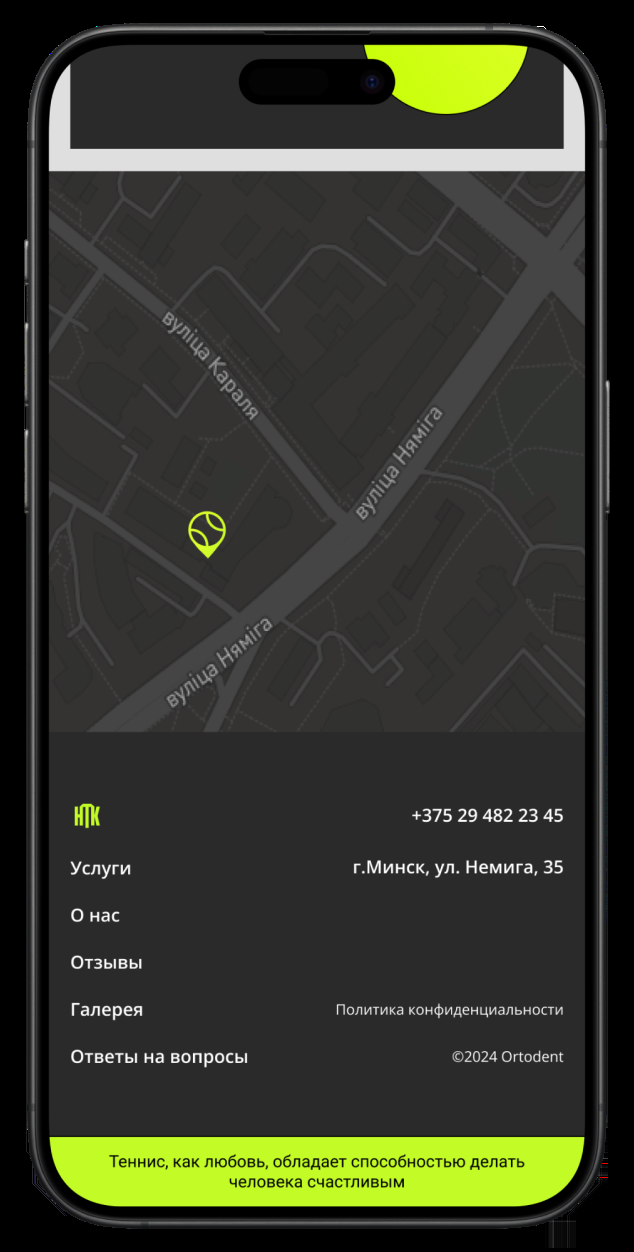 вуліца Караля
вуліца Няміга
вуліца Няміга
НТК
+375 29 482 23 45
Услуги
г.Минск, ул. Немига, 35
О нас
Отзывы
Галерея
Политика конфиденциальности
Ответы на вопросы
©2024 Ortodent
Теннис, как любовь, обладает способностью делать
человека счастливым